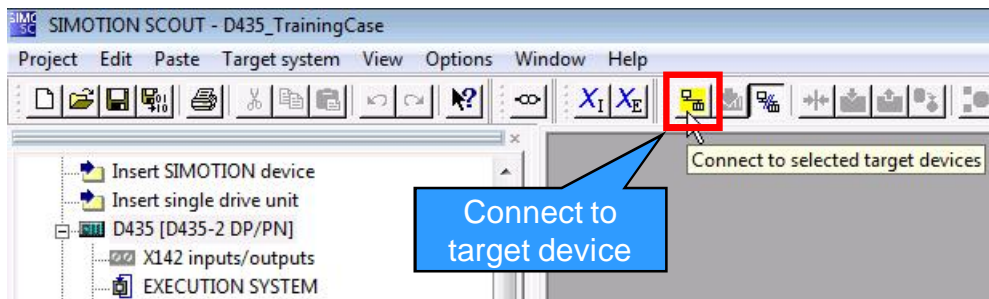 SIMOTION SCOUT - D435_TrainingCase
Project Edit Paste Target system View Options Window Help
XI XE
Connect to selected target devices
Insert SIMOTION device
Insert single drive unit
Connect to
target device
D435 [D435-2 DP/PN]
X142 inputs/outputs
EXECUTION SYSTEM